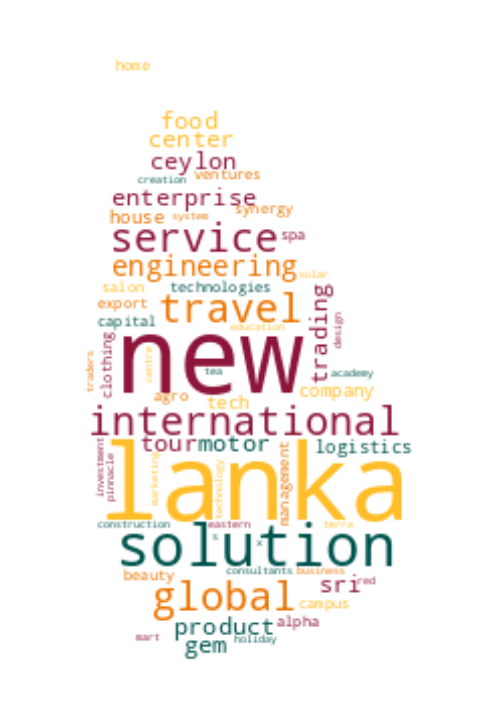 home
food
center
ceylon
creation
ventures
enterprise
synergy
house
system
service
spa
engineering
solar
salon
technologies
export
travel
trading
capital
education
design
clothing
new
centre
traders
tea
academy
agro
tech
company
international
tour
motor
logistics
investment
pinnacle
marketing
technology
management
lanka
construction
eastern
terra
solution
s
x
consultants
business
beauty
sri
red
global
campus
product
alpha
mart
holiday
gem